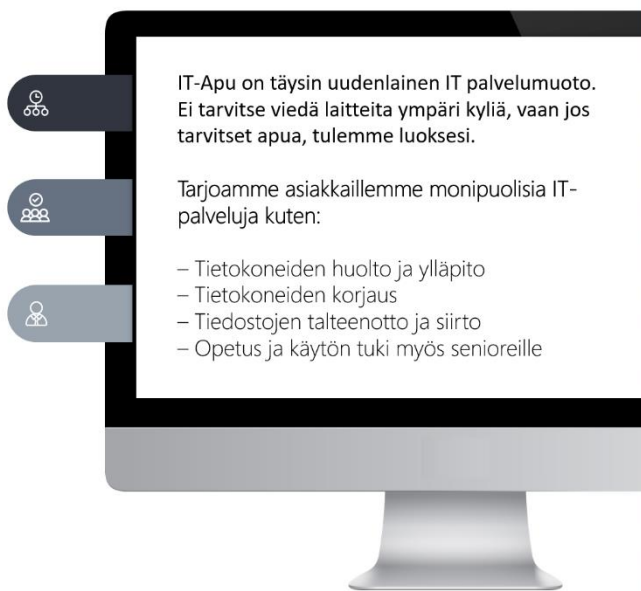 IT-Apu on täysin uudenlainen IT palvelumuoto.
Ei tarvitse viedä laitteita ympäri kyliä, vaan jos
tarvitset apua, tulemme luoksesi.
Tarjoamme asiakkaillemme monipuolisia IT-
palveluja kuten:
– Tietokoneiden huolto ja ylläpito
– Tietokoneiden korjaus
– Tiedostojen talteenotto ja siirto
– Opetus ja käytön tuki myös senioreille